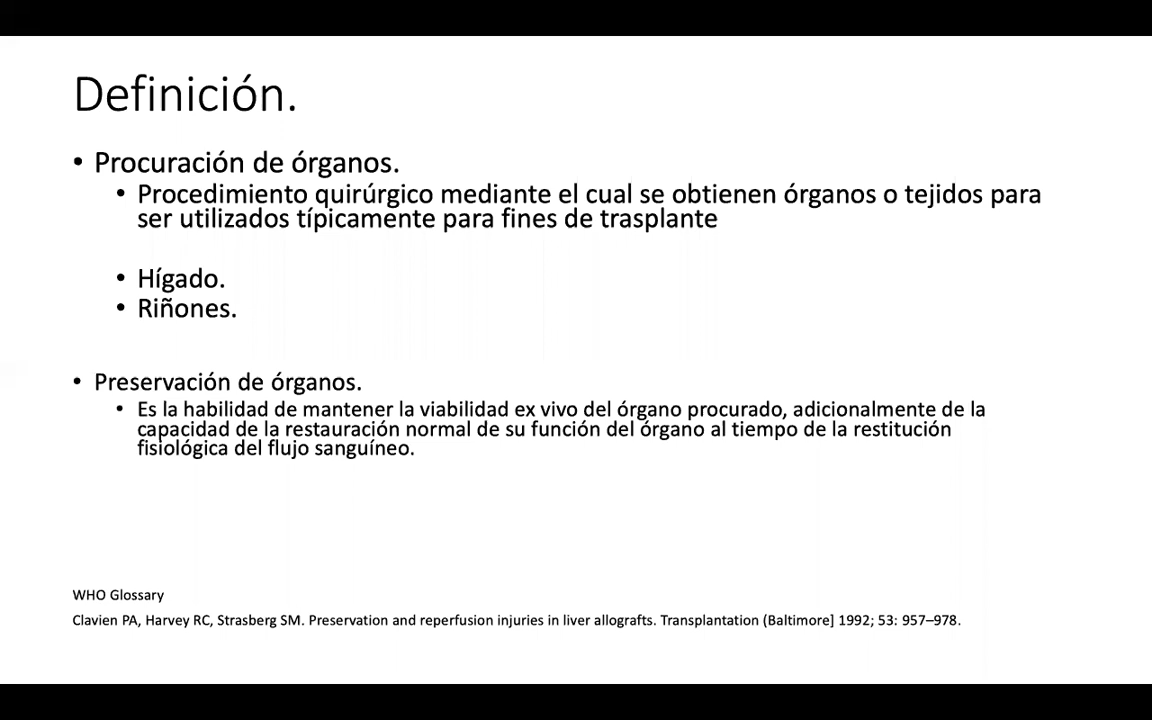 Definición.
• Procuración de órganos.
• Procedimiento quirúrgico mediante el cual se obtienen órganos o tejidos para
ser utilizados típicamente para fines de trasplante
• Hígado.
• Riñones.
• Preservación de órganos.
• Es la habilidad de mantener la viabilidad ex vivo del órgano procurado, adicionalmente de la
capacidad de la restauración normal de su función del órgano al tiempo de la restitución
fisiológica del flujo sanguíneo.
WHO Glossary
Clavien PA, Harvey RC, Strasberg SM. Preservation and reperfusion injuries in liver allografts. Transplantation (Baltimore] 1992; 53: 957–978.